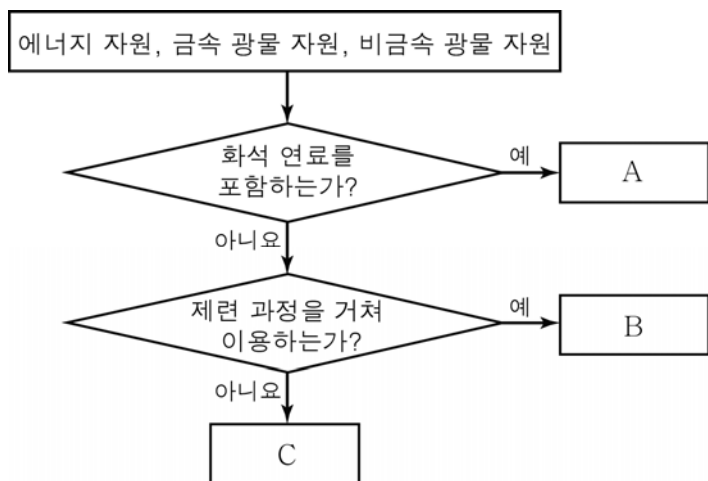 에너지 자원, 금속 광물 자원, 비금속 광물 자원
화석 연료를
포함하는가?
예
A
아니요
제련 과정을 거쳐
이용하는가?
예
B
아니요
C